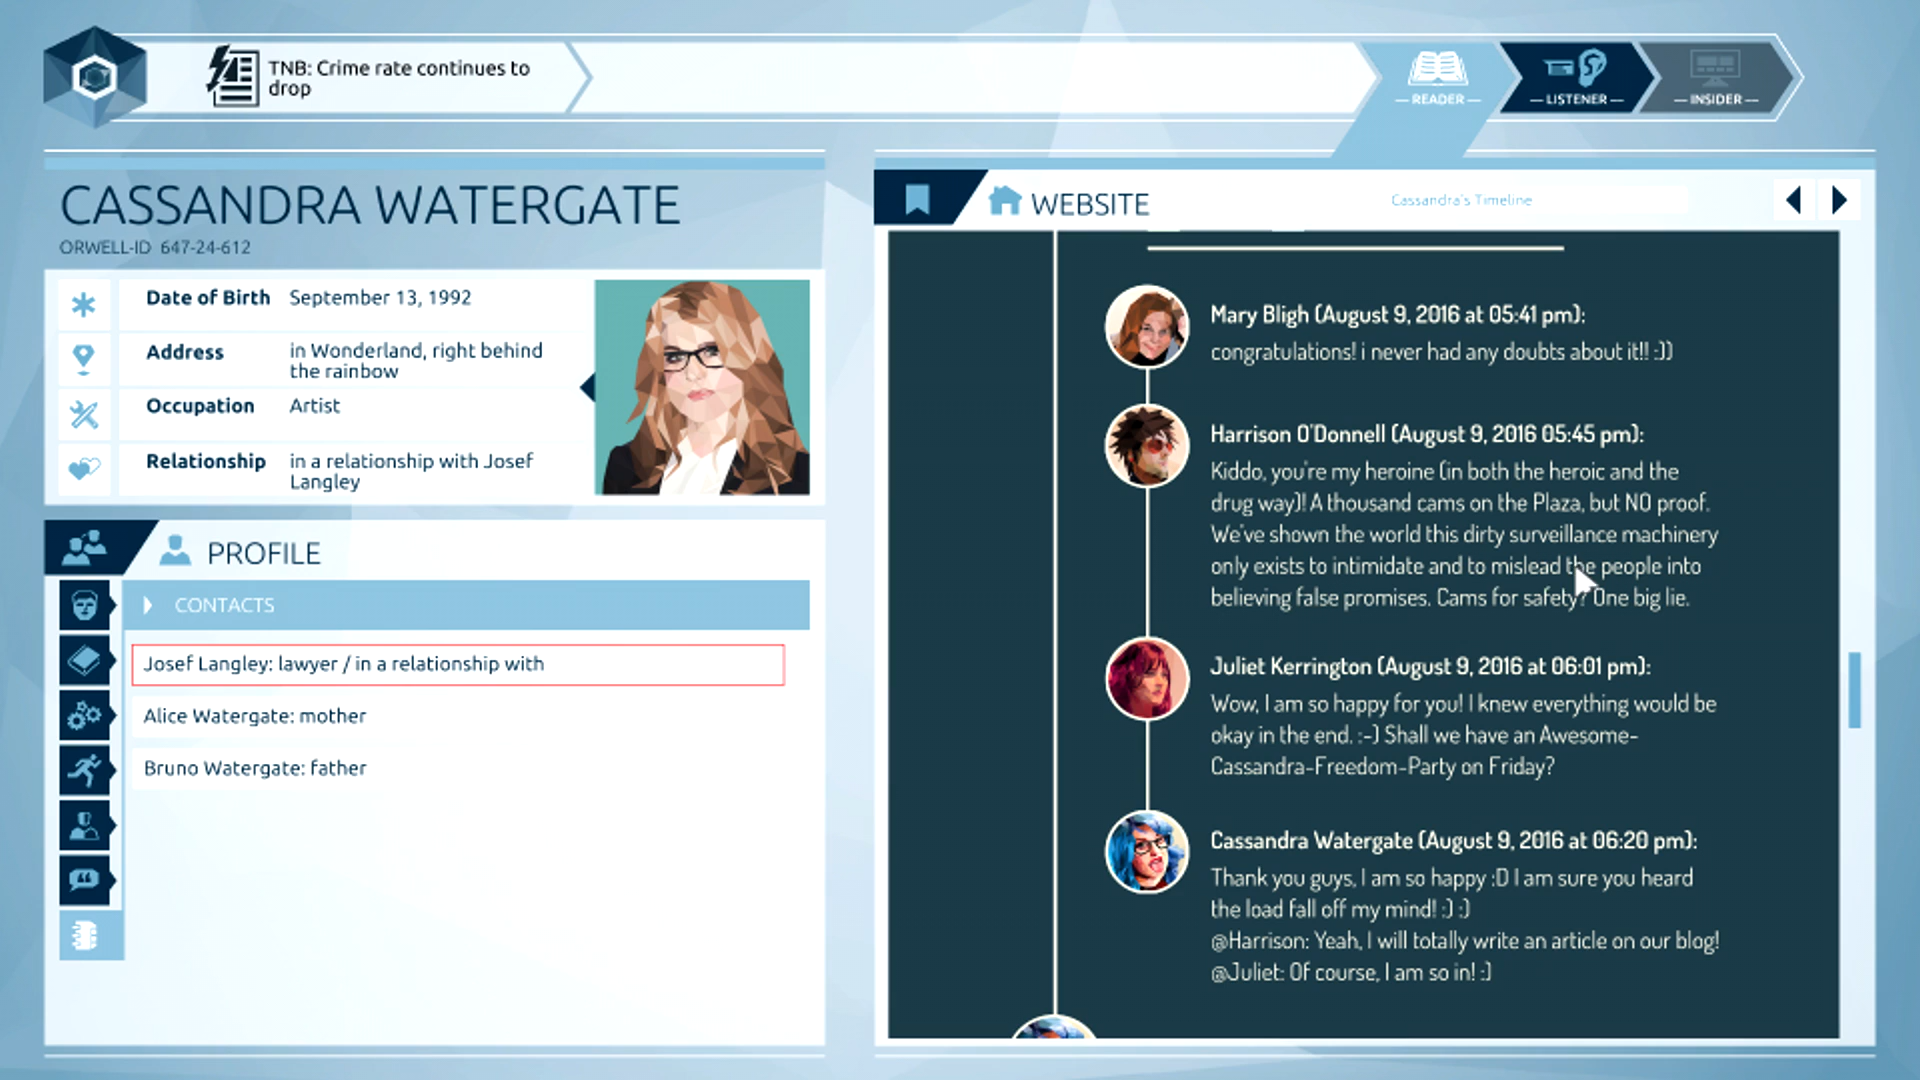 TNB: Crime rate continues to
drop
— READER —
— LISTENER —
— INSIDER —
CASSANDRA WATERGATE
ORWELL-ID 647-24-612
Date of Birth September 13, 1992
Address in Wonderland, right behind
the rainbow
Occupation Artist
Relationship in a relationship with Josef
Langley
PROFILE
CONTACTS
Josef Langley: lawyer / in a relationship with
Alice Watergate: mother
Bruno Watergate: father
WEBSITE
Cassandra's Timeline
Mary Bligh (August 9, 2016 at 05:41 pm):
congratulations! i never had any doubts about it!! :))
Harrison O'Donnell (August 9, 2016 05:45 pm):
Kiddo, you're my heroine (in both the heroic and the
drug way)! A thousand cams on the Plaza, but NO proof.
We've shown the world this dirty surveillance machinery
only exists to intimidate and to mislead the people into
believing false promises. Cams for safety? One big lie.
Juliet Kerrington (August 9, 2016 at 06:01 pm):
Wow, I am so happy for you! I knew everything would be
okay in the end. :-) Shall we have an Awesome-
Cassandra-Freedom-Party on Friday?
Cassandra Watergate (August 9, 2016 at 06:20 pm):
Thank you guys, I am so happy :D I am sure you heard
the load fall off my mind! :) :)
@Harrison: Yeah, I will totally write an article on our blog!
@Juliet: Of course, I am so in! :)